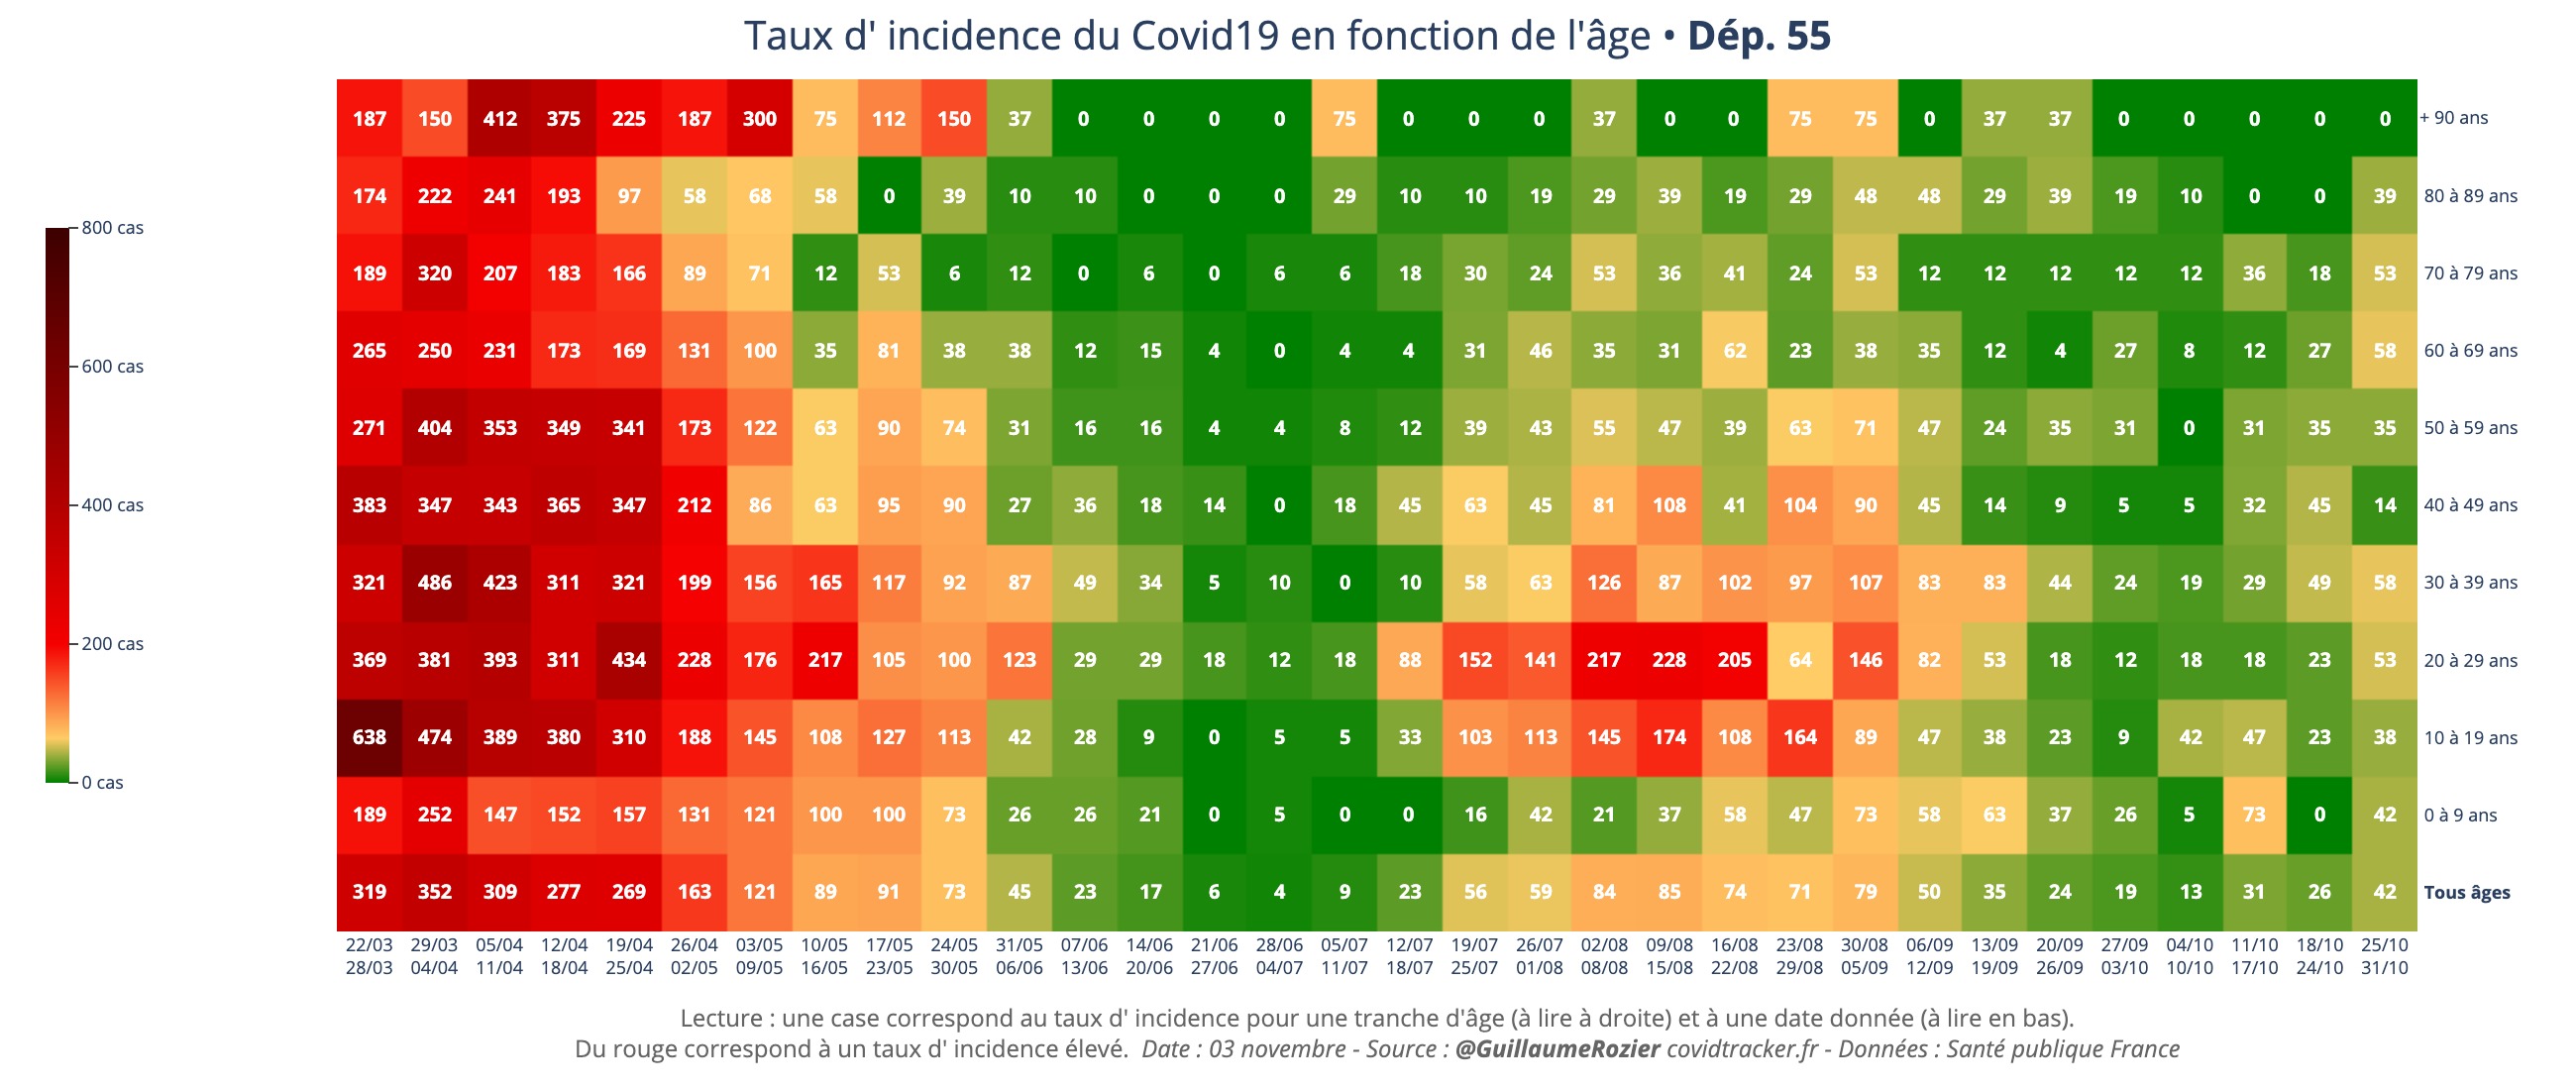 Taux d' incidence du Covid19 en fonction de l'âge • Dép. 55
800 cas
600 cas
400 cas
200 cas
0 cas
187 150 412 375 225 187 300 75 112 150 37 0 0 0 0 75 0 0 0 37 0 0 75 75 0 37 37 0 0 0 0 0 + 90 ans
174 222 241 193 97 58 68 58 0 39 10 10 0 0 0 29 10 10 19 29 39 19 29 48 48 29 39 19 10 0 0 39 80 à 89 ans
189 320 207 183 166 89 71 12 53 6 12 0 6 0 6 6 18 30 24 53 36 41 24 53 12 12 12 12 12 36 18 53 70 à 79 ans
265 250 231 173 169 131 100 35 81 38 38 12 15 4 0 4 4 31 46 35 31 62 23 38 35 12 4 27 8 12 27 58 60 à 69 ans
271 404 353 349 341 173 122 63 90 74 31 16 16 4 4 8 12 39 43 55 47 39 63 71 47 24 35 31 0 31 35 35 50 à 59 ans
383 347 343 365 347 212 86 63 95 90 27 36 18 14 0 18 45 63 45 81 108 41 104 90 45 14 9 5 5 32 45 14 40 à 49 ans
321 486 423 311 321 199 156 165 117 92 87 49 34 5 10 0 10 58 63 126 87 102 97 107 83 83 44 24 19 29 49 58 30 à 39 ans
369 381 393 311 434 228 176 217 105 100 123 29 29 18 12 18 88 152 141 217 228 205 64 146 82 53 18 12 18 18 23 53 20 à 29 ans
638 474 389 380 310 188 145 108 127 113 42 28 9 0 5 5 33 103 113 145 174 108 164 89 47 38 23 9 42 47 23 38 10 à 19 ans
189 252 147 152 157 131 121 100 100 73 26 26 21 0 5 0 0 16 42 21 37 58 47 73 58 63 37 26 5 73 0 42 0 à 9 ans
319 352 309 277 269 163 121 89 91 73 45 23 17 6 4 9 23 56 59 84 85 74 71 79 50 35 24 19 13 31 26 42 Tous âges
22/03 29/03 05/04 12/04 19/04 26/04 03/05 10/05 17/05 24/05 31/05 07/06 14/06 21/06 28/06 05/07 12/07 19/07 26/07 02/08 09/08 16/08 23/08 30/08 06/09 13/09 20/09 27/09 04/10 11/10 18/10 25/10
28/03 04/04 11/04 18/04 25/04 02/05 09/05 16/05 23/05 30/05 06/06 13/06 20/06 27/06 04/07 11/07 18/07 25/07 01/08 08/08 15/08 22/08 29/08 05/09 12/09 19/09 26/09 03/10 10/10 17/10 24/10 31/10
Lecture : une case correspond au taux d' incidence pour une tranche d'âge (à lire à droite) et à une date donnée (à lire en bas).
Du rouge correspond à un taux d' incidence élevé. Date : 03 novembre - Source : @GuillaumeRozier covidtracker.fr - Données : Santé publique France